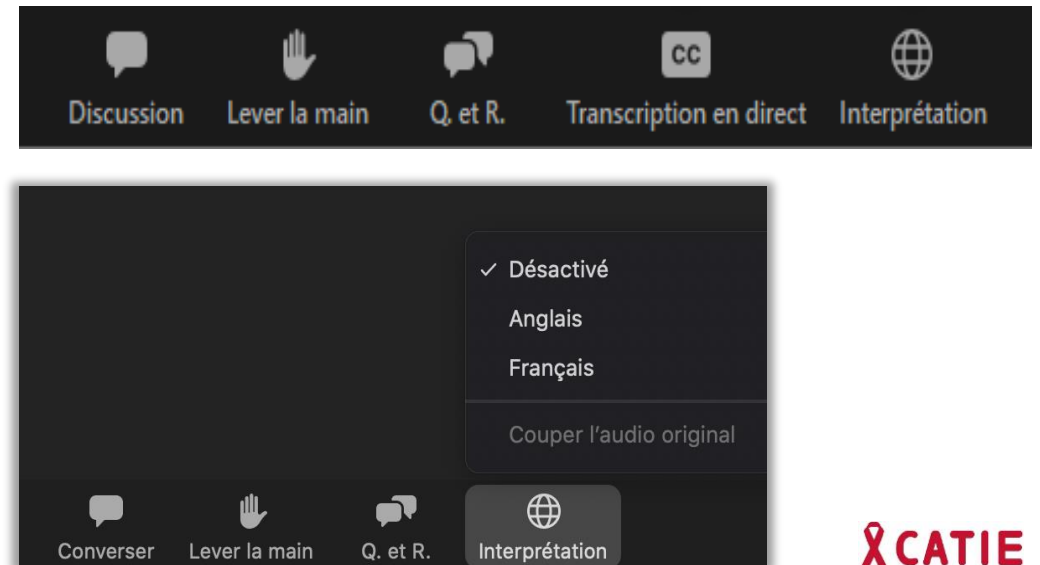 Discussion Lever la main Q. et R. CC Transcription en direct Interprétation
✓ Désactivé
Anglais
Français
Couper l'audio original
Converser Lever la main Q. et R. Interprétation
CATIE